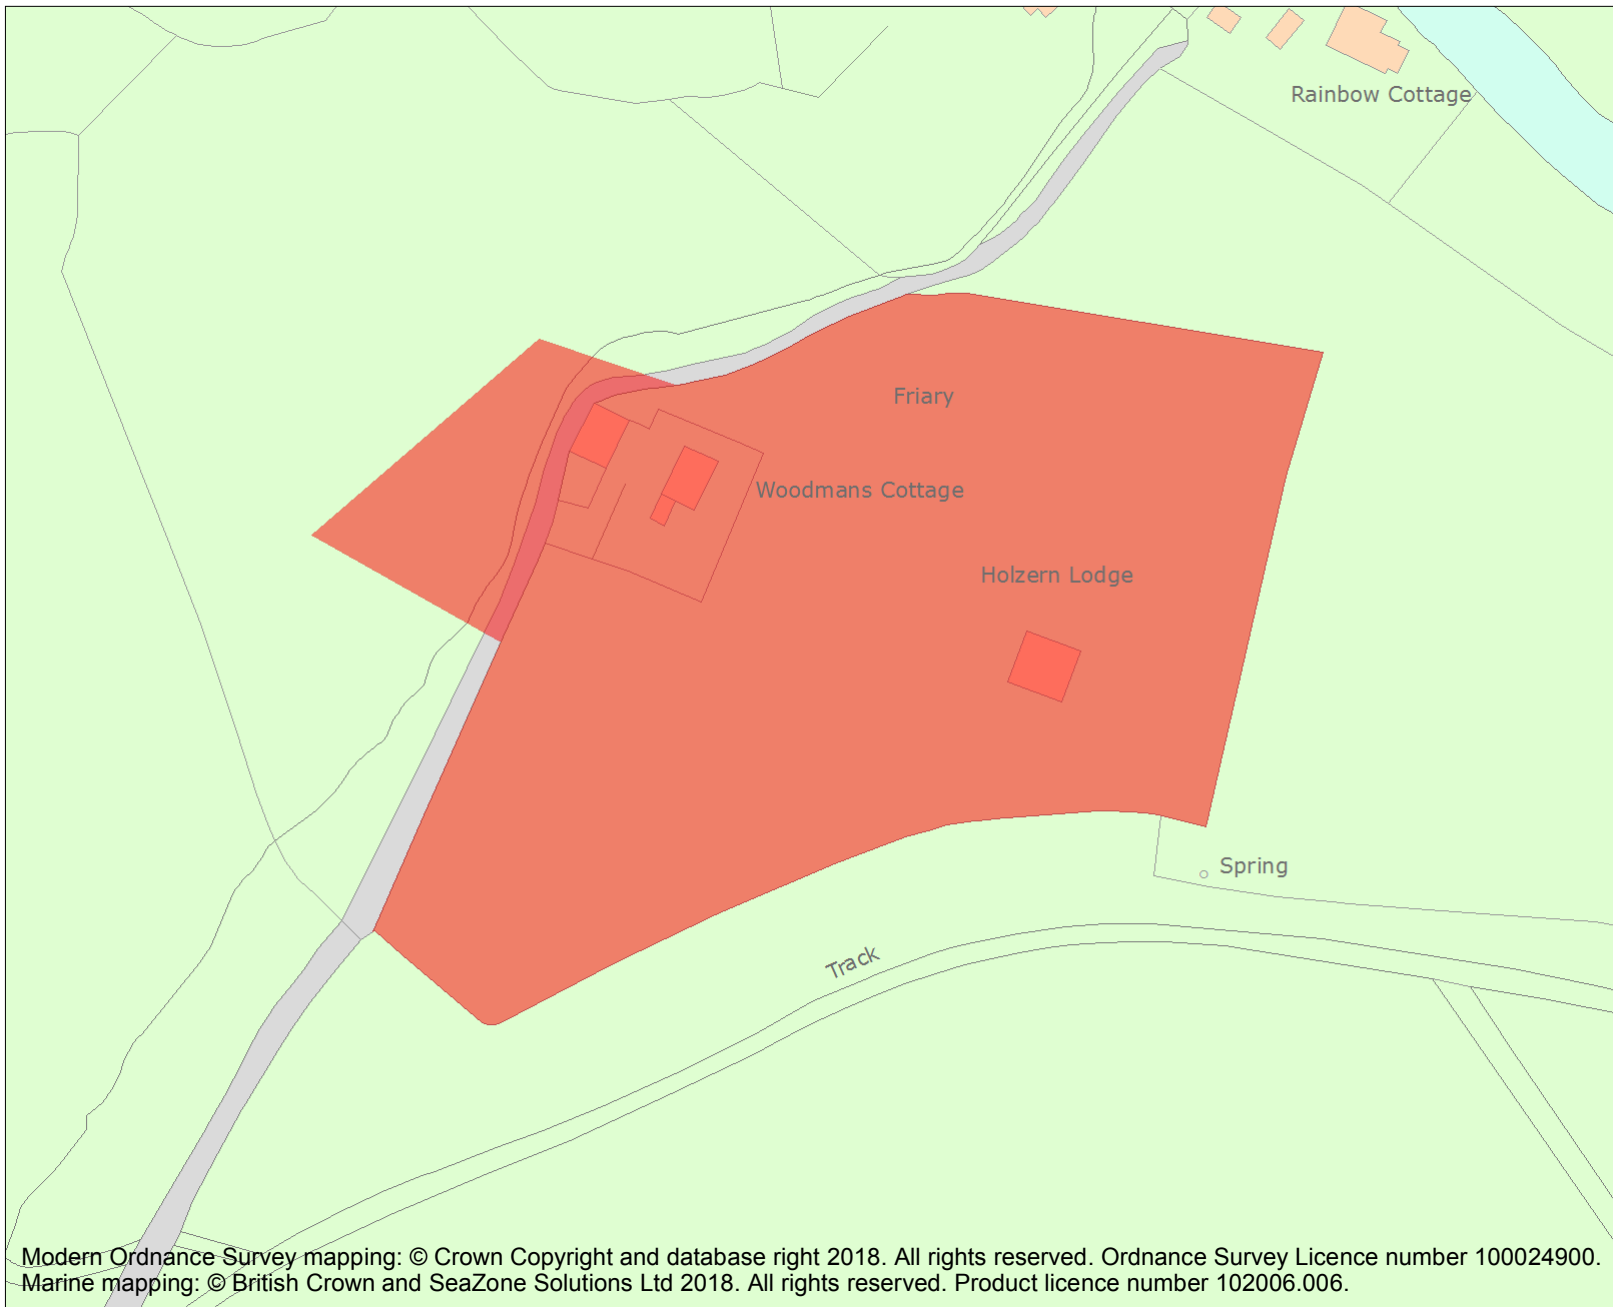 Rainbow Cottage
Friary
Woodmans Cottage
Holzern Lodge
Spring
Track
Modern Ordnance Survey mapping: © Crown Copyright and database right 2018. All rights reserved. Ordnance Survey Licence number 100024900.
Marine mapping: © British Crown and SeaZone Solutions Ltd 2018. All rights reserved. Product licence number 102006.006.